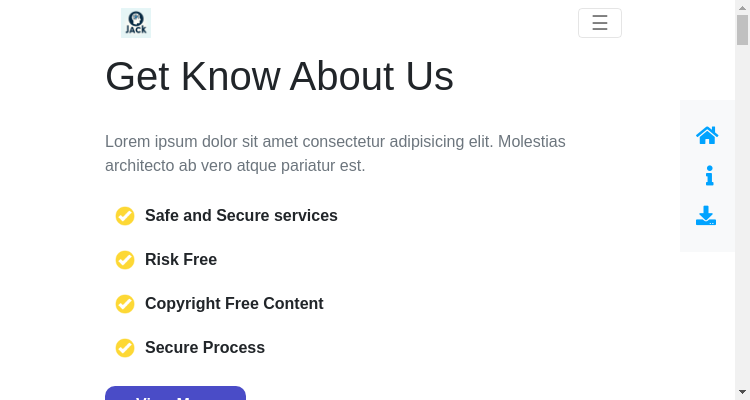 JACK
Get Know About Us
Lorem ipsum dolor sit amet consectetur adipisicing elit. Molestias
architecto ab vero atque pariatur est.
Safe and Secure services
Risk Free
Copyright Free Content
Secure Process